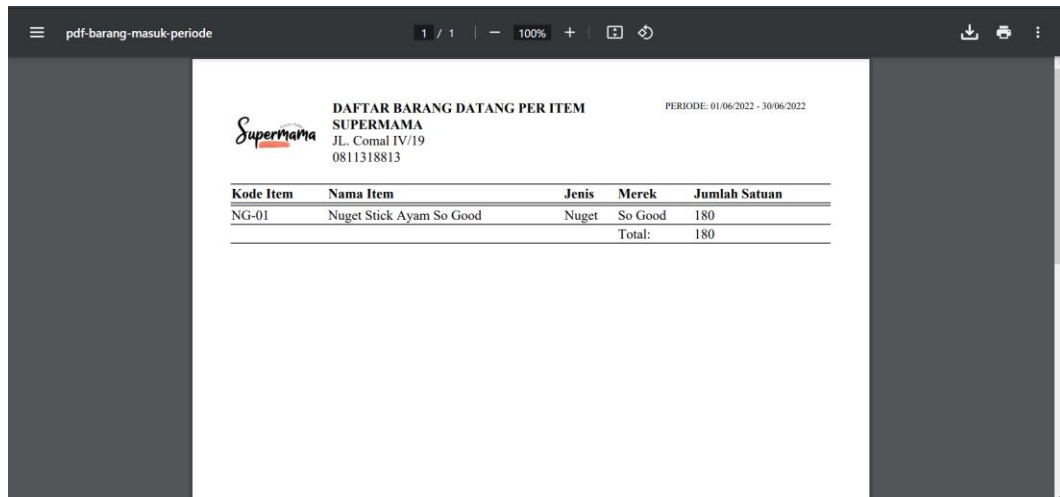 pdf-barang-masuk-periode 1 / 1 100%
Supermama
DAFTAR BARANG DATANG PER ITEM
SUPERMAMA
JL. Comal IV/19
0811318813
PERIODE: 01/06/2022 - 30/06/2022
Kode Item Nama Item Jenis Merek Jumlah Satuan
NG-01 Nuget Stick Ayam So Good Nuget So Good 180
Total: 180